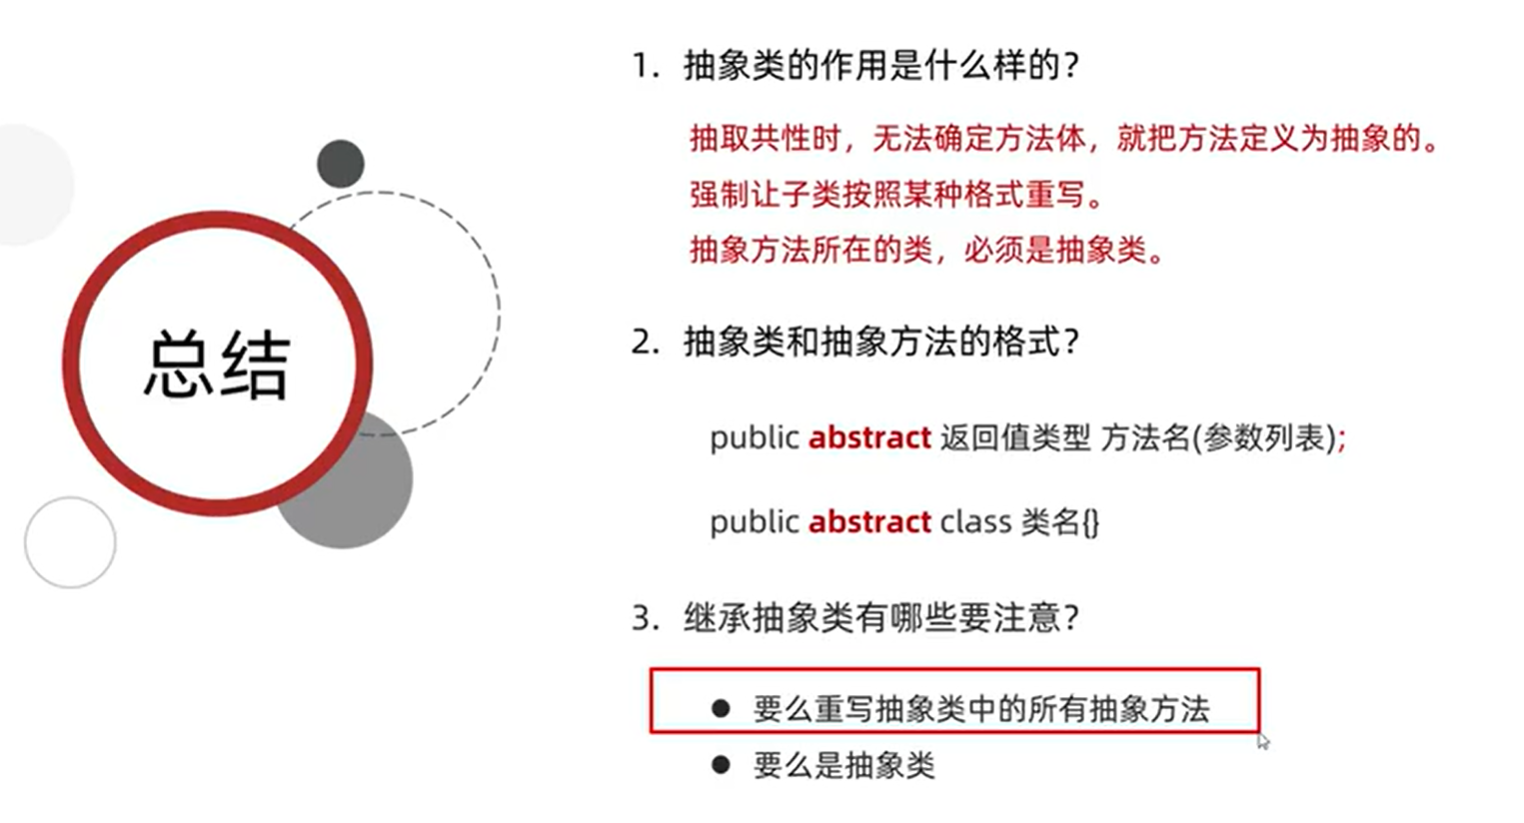 总结
1. 抽象类的作用是什么样的？
抽取共性时，无法确定方法体，就把方法定义为抽象的。
强制让子类按照某种格式重写。
抽象方法所在的类，必须是抽象类。
2. 抽象类和抽象方法的格式？
public abstract 返回值类型 方法名(参数列表);
public abstract class 类名{}
3. 继承抽象类有哪些要注意？
● 要么重写抽象类中的所有抽象方法
● 要么是抽象类